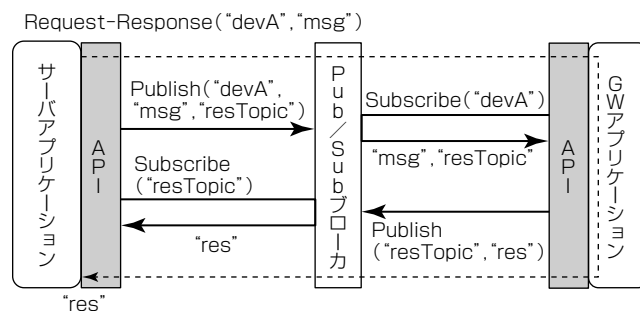 Request-Response(“devA”,“msg”)
サーバアプリケーション
API
Publish(“devA”,
“msg”,“resTopic”)
Subscribe
(“resTopic”)
“res”
Pub/Subブローカ
Subscribe(“devA”)
“msg”,“resTopic”
Publish
(“resTopic”,“res”)
API
GWアプリケーション
“res”